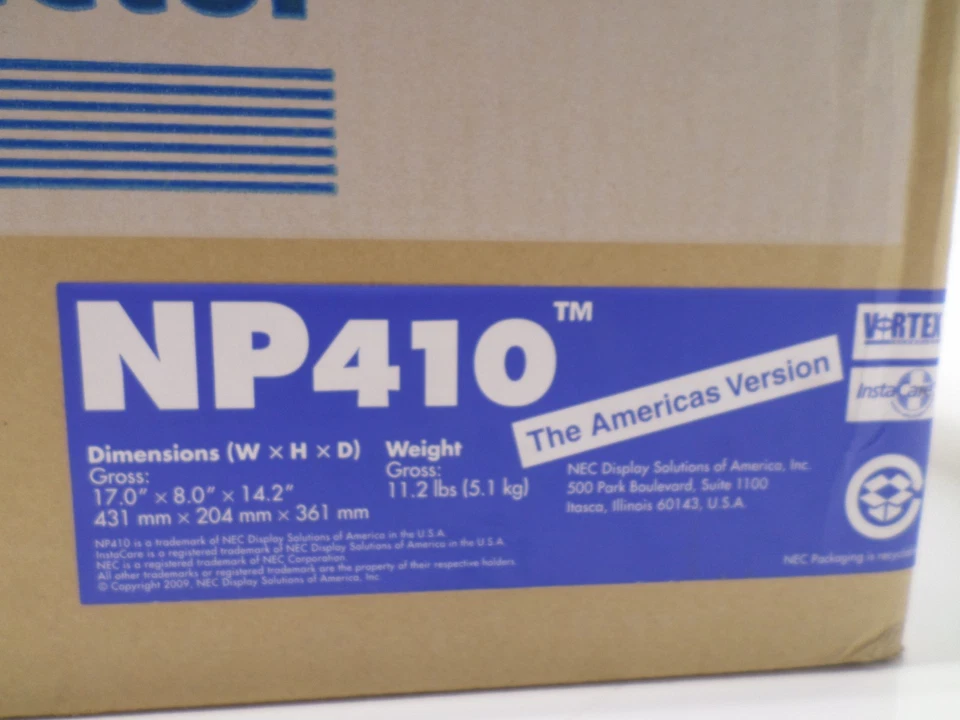 NP410™
The Americas Version
VORTEX
InstaCare
Dimensions (W × H × D)
Gross:
17.0" × 8.0" × 14.2"
431 mm × 204 mm × 361 mm
Weight
Gross:
11.2 lbs (5.1 kg)
NEC Display Solutions of America, Inc.
500 Park Boulevard, Suite 1100
Itasca, Illinois 60143, U.S.A.
NP410 is a trademark of NEC Display Solutions of America in the U.S.A.
InstaCare is a registered trademark of NEC Display Solutions of America in the U.S.A.
NEC is a registered trademark of NEC Corporation.
All other trademarks or registered trademark are the property of their respective holders.
© Copyright 2009, NEC Display Solutions of America, Inc.
NEC Packaging is